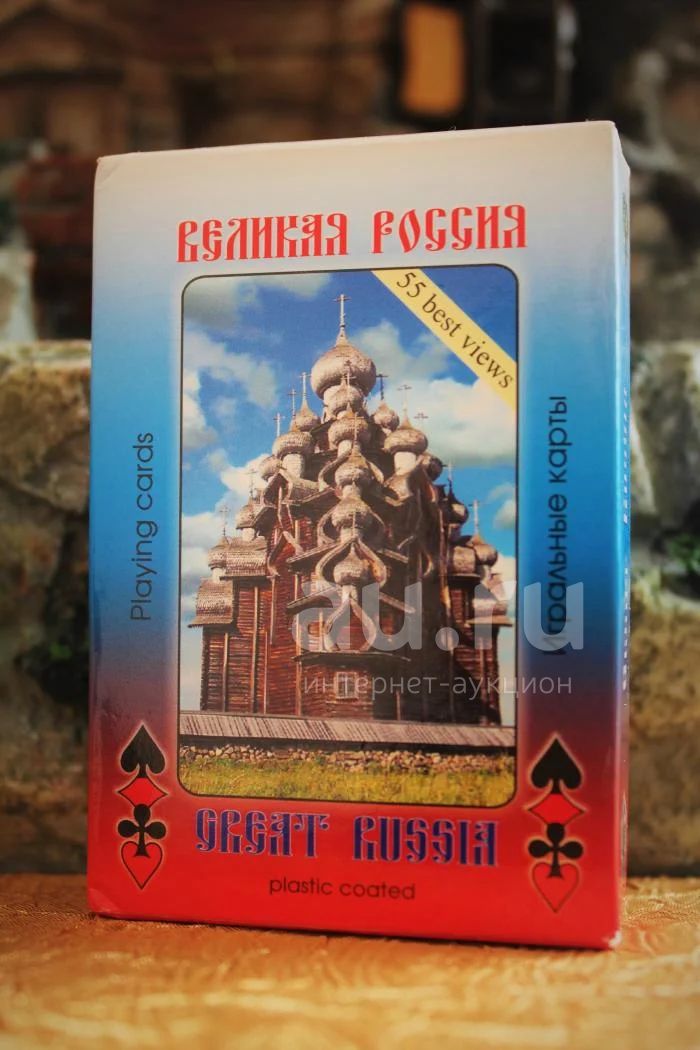 ВЕЛИКАЯ РОССИЯ
55 best views
Playing cards
Игральные карты
au.ru
интернет-аукцион
GREAT RUSSIA
plastic coated